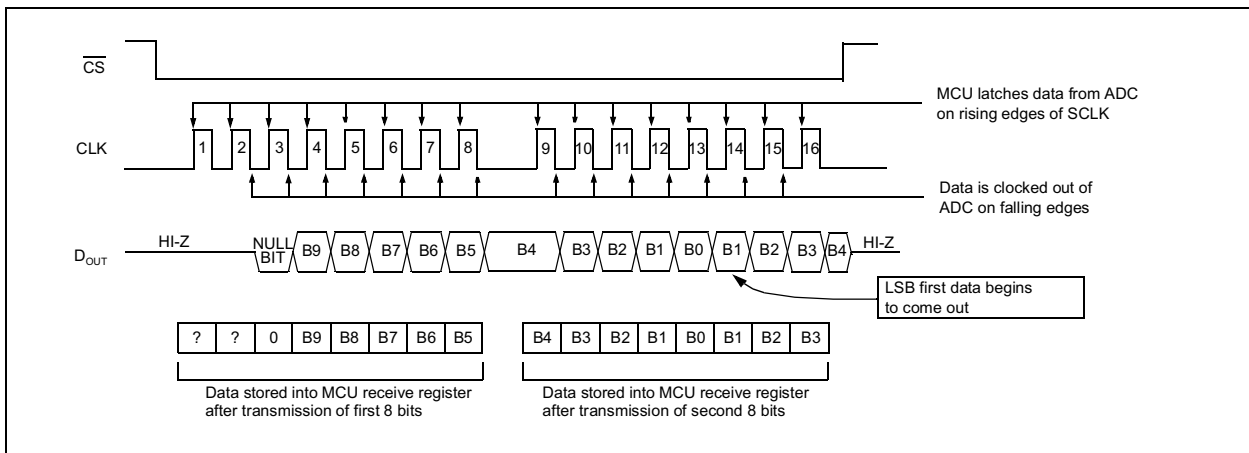 CS
MCU latches data from ADC
on rising edges of SCLK
CLK
1 2 3 4 5 6 7 8 9 10 11 12 13 14 15 16
Data is clocked out of
ADC on falling edges
HI-Z
DOUT
NULL
BIT
B9 B8 B7 B6 B5 B4 B3 B2 B1 B0 B1 B2 B3 B4
HI-Z
LSB first data begins
to come out
? ? 0 B9 B8 B7 B6 B5
B4 B3 B2 B1 B0 B1 B2 B3
Data stored into MCU receive register
after transmission of first 8 bits
Data stored into MCU receive register
after transmission of second 8 bits